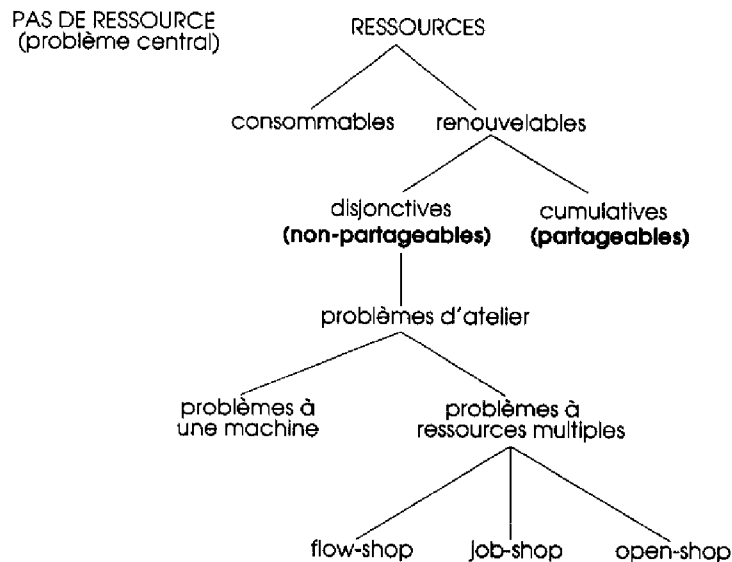 PAS DE RESSOURCE
(problème central)
RESSOURCES
consommables
renouvelables
disjonctives
(non-partageables)
cumulatives
(partageables)
problèmes d'atelier
problèmes à
une machine
problèmes à
ressources multiples
flow-shop
job-shop
open-shop